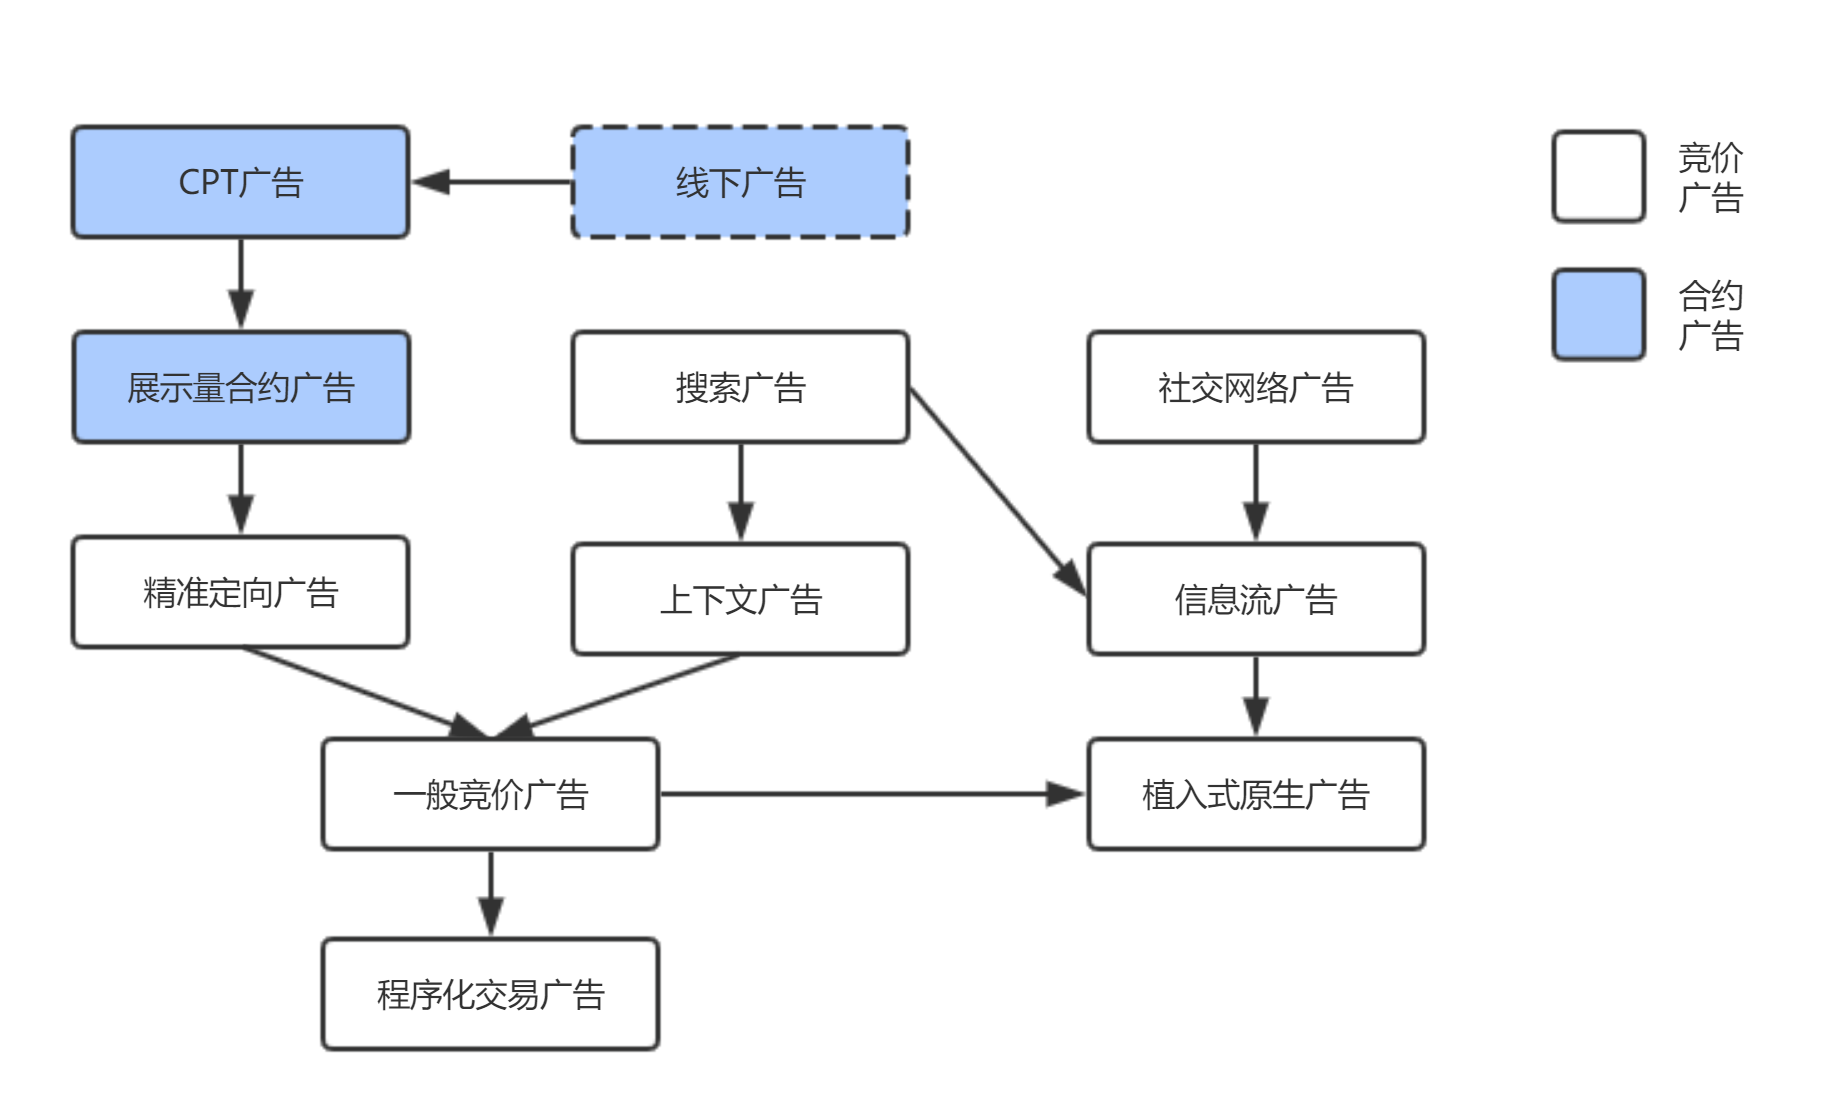 CPT广告
线下广告
竞价
广告
合约
广告
展示量合约广告
搜索广告
社交网络广告
精准定向广告
上下文广告
信息流广告
一般竞价广告
植入式原生广告
程序化交易广告